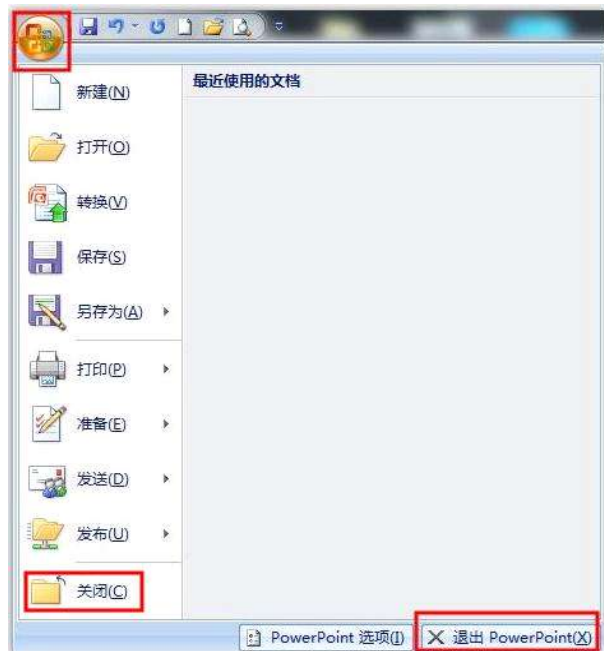 最近使用的文档
新建(N)
打开(O)
转换(V)
保存(S)
另存为(A)
打印(P)
准备(E)
发送(D)
发布(U)
关闭(C)
PowerPoint 选项(I)
退出 PowerPoint(X)